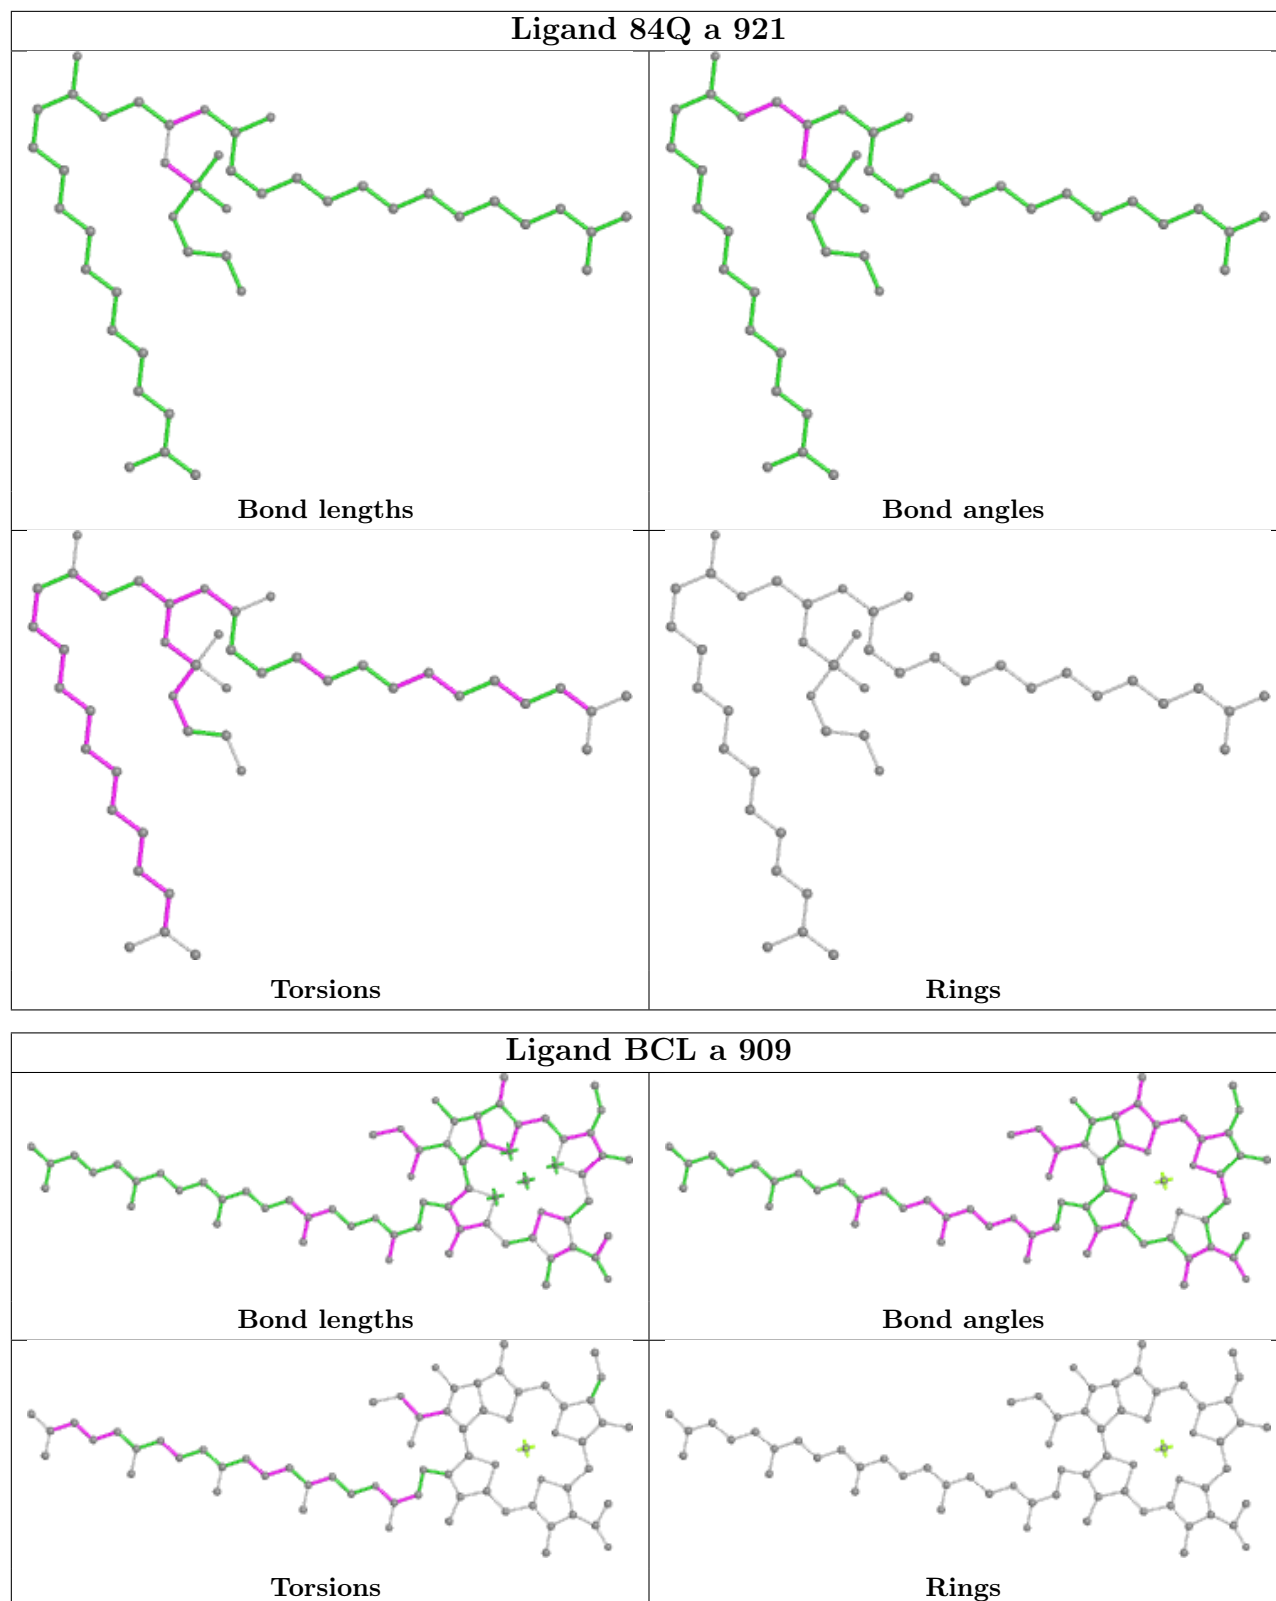 Ligand 84Q a 921
Bond lengths
Bond angles
Torsions
Rings
Ligand BCL a 909
Bond lengths
Bond angles
Torsions
Rings